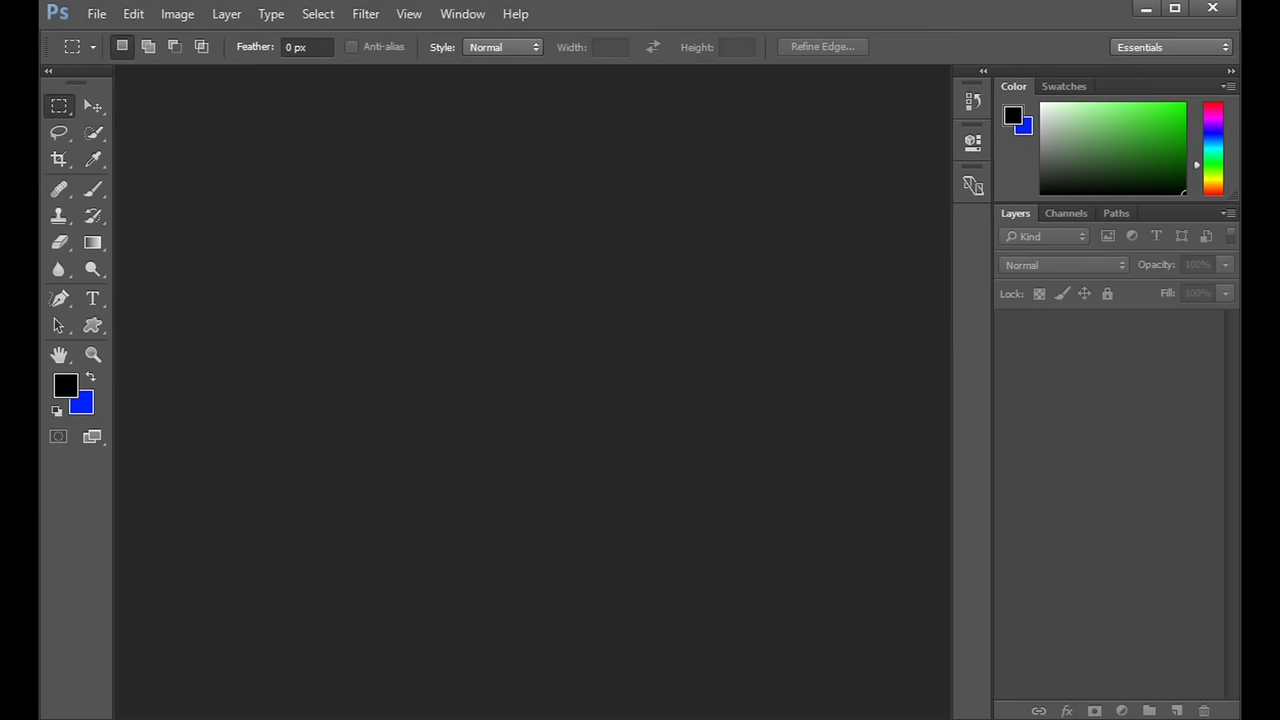 Ps File Edit Image Layer Type Select Filter View Window Help
Feather: 0 px Anti-alias Style: Normal Width: Height: Refine Edge... Essentials
Color Swatches
Layers Channels Paths
Kind
Normal Opacity: 100%
Lock: Fill: 100%